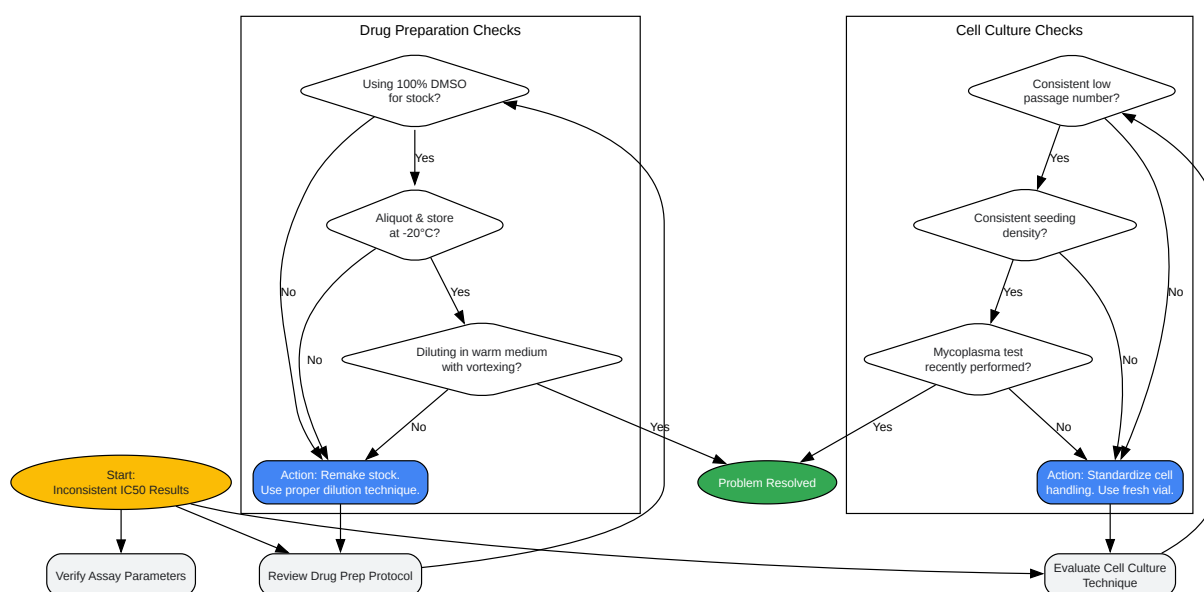 Drug Preparation Checks
Cell Culture Checks
Using 100% DMSO
for stock?
Consistent low
passage number?
Yes
Yes
Aliquot & store
at -20°C?
Consistent seeding
density?
No
Yes
Yes
No
No
No
Diluting in warm medium
with vortexing?
Mycoplasma test
recently performed?
No
Yes
Yes
No
Start:
Inconsistent IC50 Results
Action: Remake stock.
Use proper dilution technique.
Problem Resolved
Action: Standardize cell
handling. Use fresh vial.
Verify Assay Parameters
Review Drug Prep Protocol
Evaluate Cell Culture
Technique